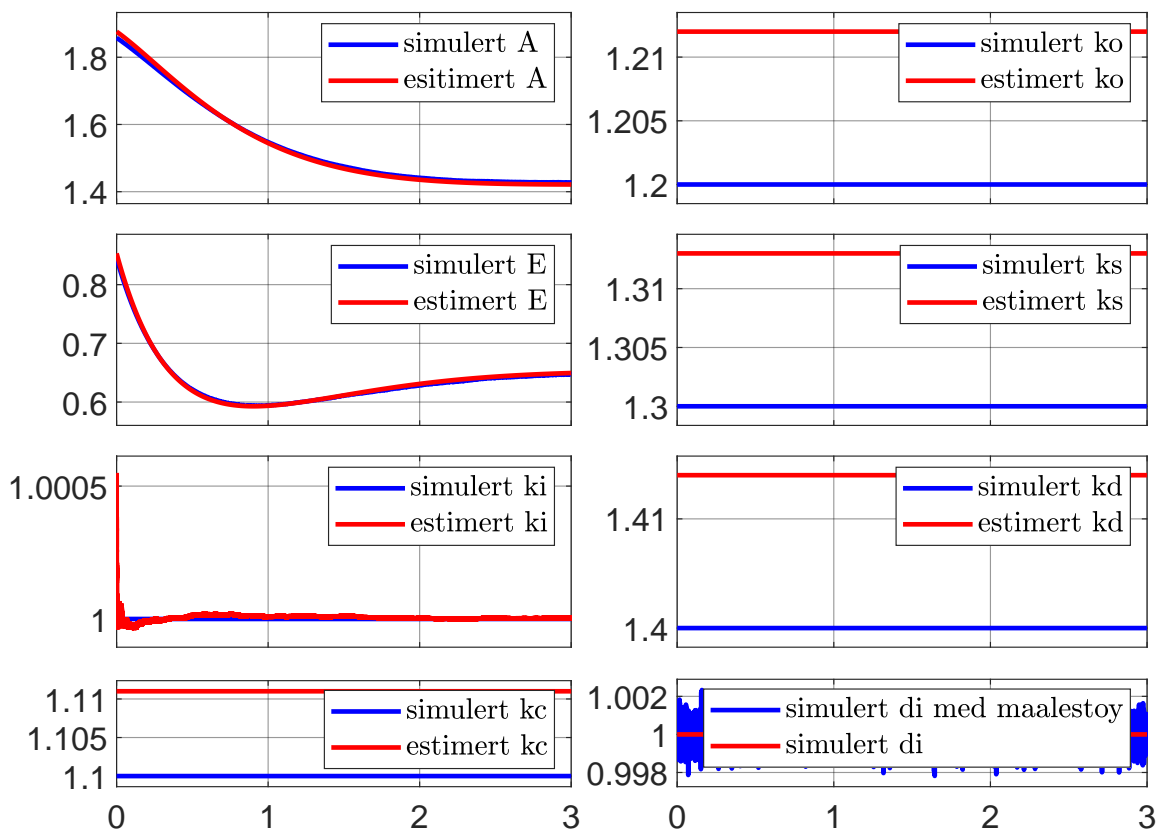 1.8
1.6
1.4
simulert A
esitimert A
1.21
1.205
1.2
simulert ko
estimert ko
0.8
0.7
0.6
simulert E
estimert E
1.31
1.305
1.3
simulert ks
estimert ks
1.0005
1
simulert ki
estimert ki
1.41
1.4
simulert kd
estimert kd
1.11
1.105
1.1
simulert kc
estimert kc
0 1 2 3
1.002
1
0.998
simulert di med maalestoy
simulert di
0 1 2 3